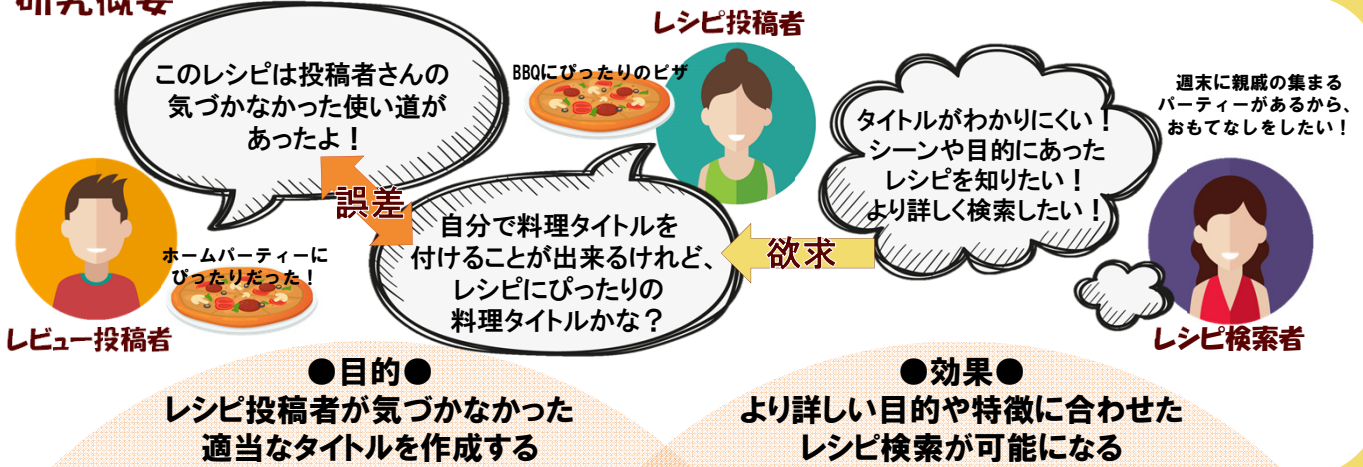 研究概要
レシピ投稿者
このレシピは投稿者さんの
気づかなかった使い道が
あったよ！
BBQにぴったりのピザ
タイトルがわかりにくい！
シーンや目的にあった
レシピを知りたい！
より詳しく検索したい！
週末に親戚の集まる
パーティーがあるから、
おもてなしをしたい！
誤差
自分で料理タイトルを
付けることが出来るけれど、
レシピにぴったりの
料理タイトルかな？
欲求
ホームパーティーに
ぴったりだった！
レビュー投稿者
レシピ検索者
●目的●
レシピ投稿者が気づかなかった
適当なタイトルを作成する
●効果●
より詳しい目的や特徴に合わせた
レシピ検索が可能になる